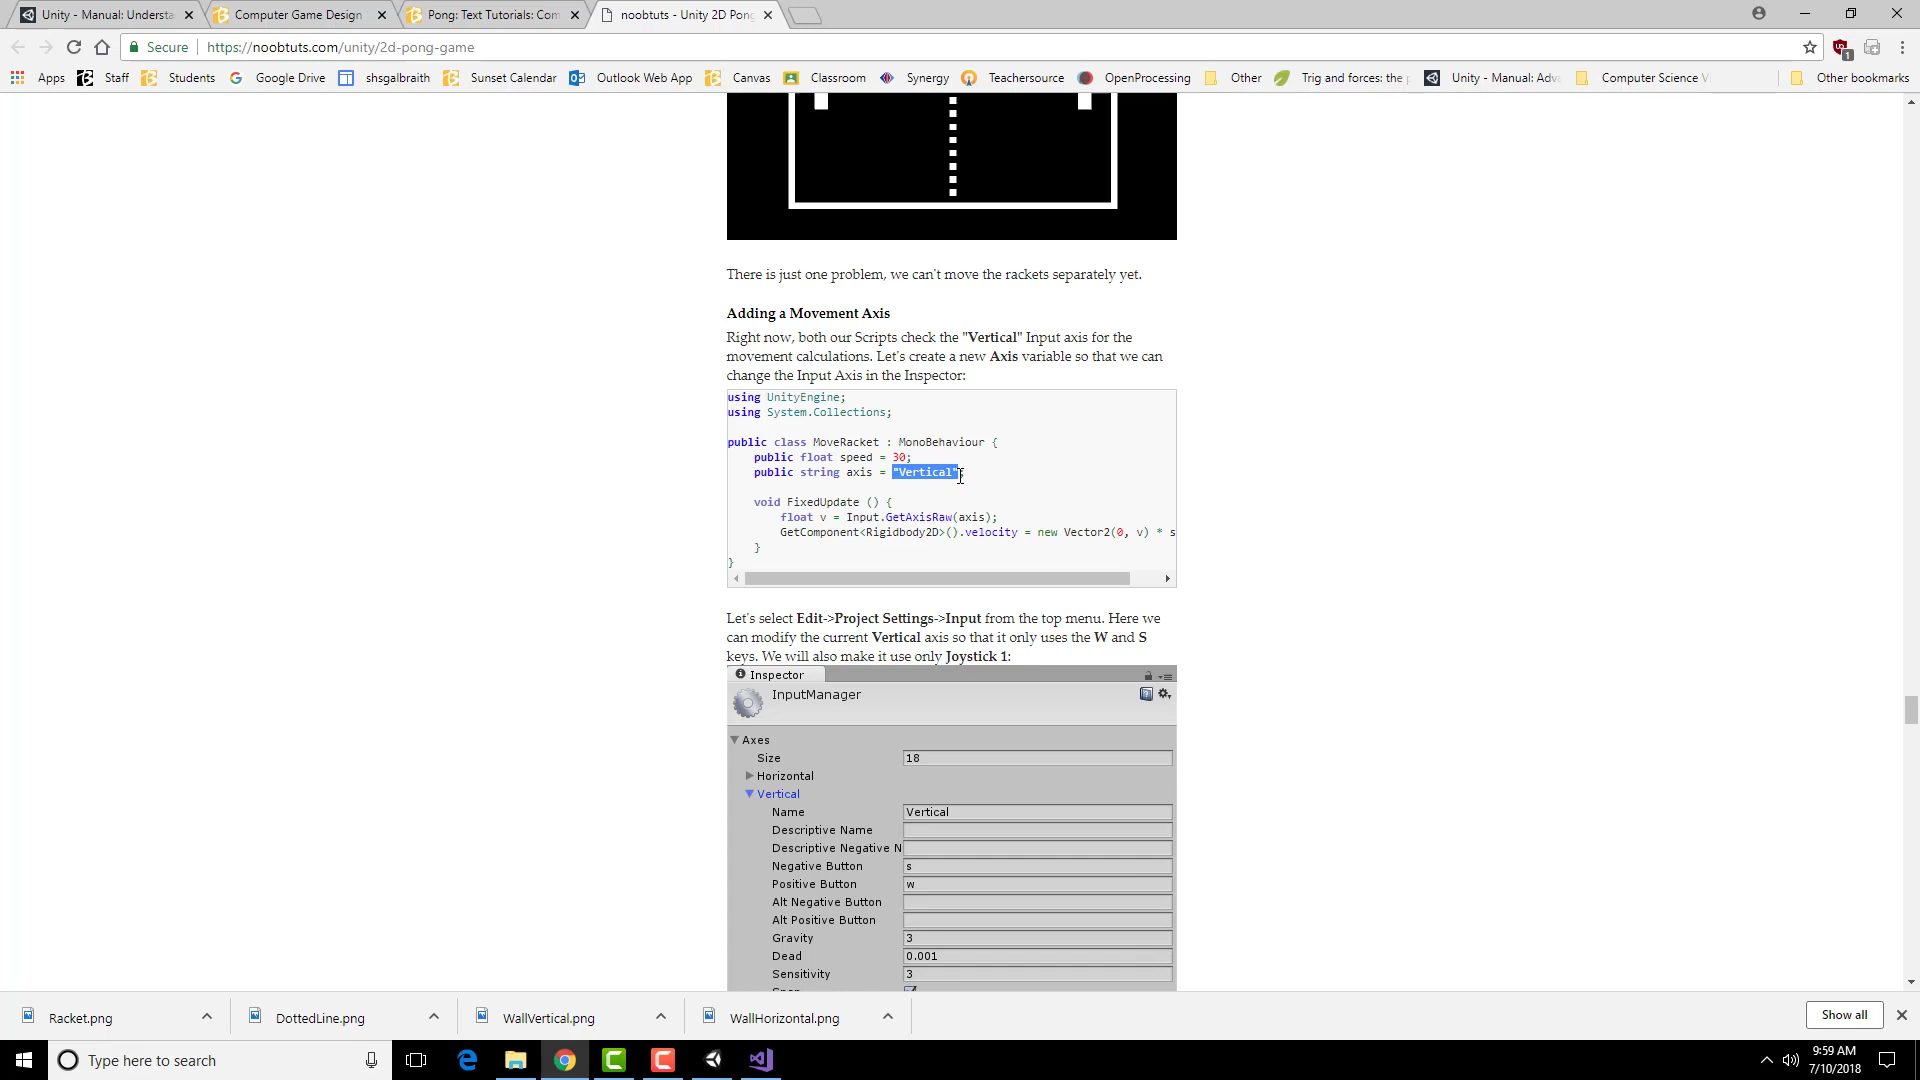 Unity - Manual: Understa
Computer Game Design
Pong: Text Tutorials: Com
noobtuts - Unity 2D Pong
Secure
https://noobtuts.com/unity/2d-pong-game
1
Apps
Staff
Students
Google Drive
shsgalbraith
Sunset Calendar
Outlook Web App
Canvas
Classroom
Synergy
Teachersource
OpenProcessing
Other
Trig and forces: the
Unity - Manual: Adva
Computer Science V
Other bookmarks
There is just one problem, we can't move the rackets separately yet.
Adding a Movement Axis
Right now, both our Scripts check the "Vertical" Input axis for the
movement calculations. Let's create a new Axis variable so that we can
change the Input Axis in the Inspector:
using UnityEngine;
using System.Collections;
public class MoveRacket : MonoBehaviour {
public float speed = 30;
public string axis = "Vertical";
void FixedUpdate () {
float v = Input.GetAxisRaw(axis);
GetComponent<Rigidbody2D>().velocity = new Vector2(0, v) * s
}
}
Let's select Edit->Project Settings->Input from the top menu. Here we
can modify the current Vertical axis so that it only uses the W and S
keys. We will also make it use only Joystick 1:
Inspector
InputManager
Axes
Size 18
Horizontal
Vertical
Name Vertical
Descriptive Name
Descriptive Negative N
Negative Button s
Positive Button w
Alt Negative Button
Alt Positive Button
Gravity 3
Dead 0.001
Sensitivity 3
Racket.png
DottedLine.png
WallVertical.png
WallHorizontal.png
Show all
Type here to search
9:59 AM
7/10/2018